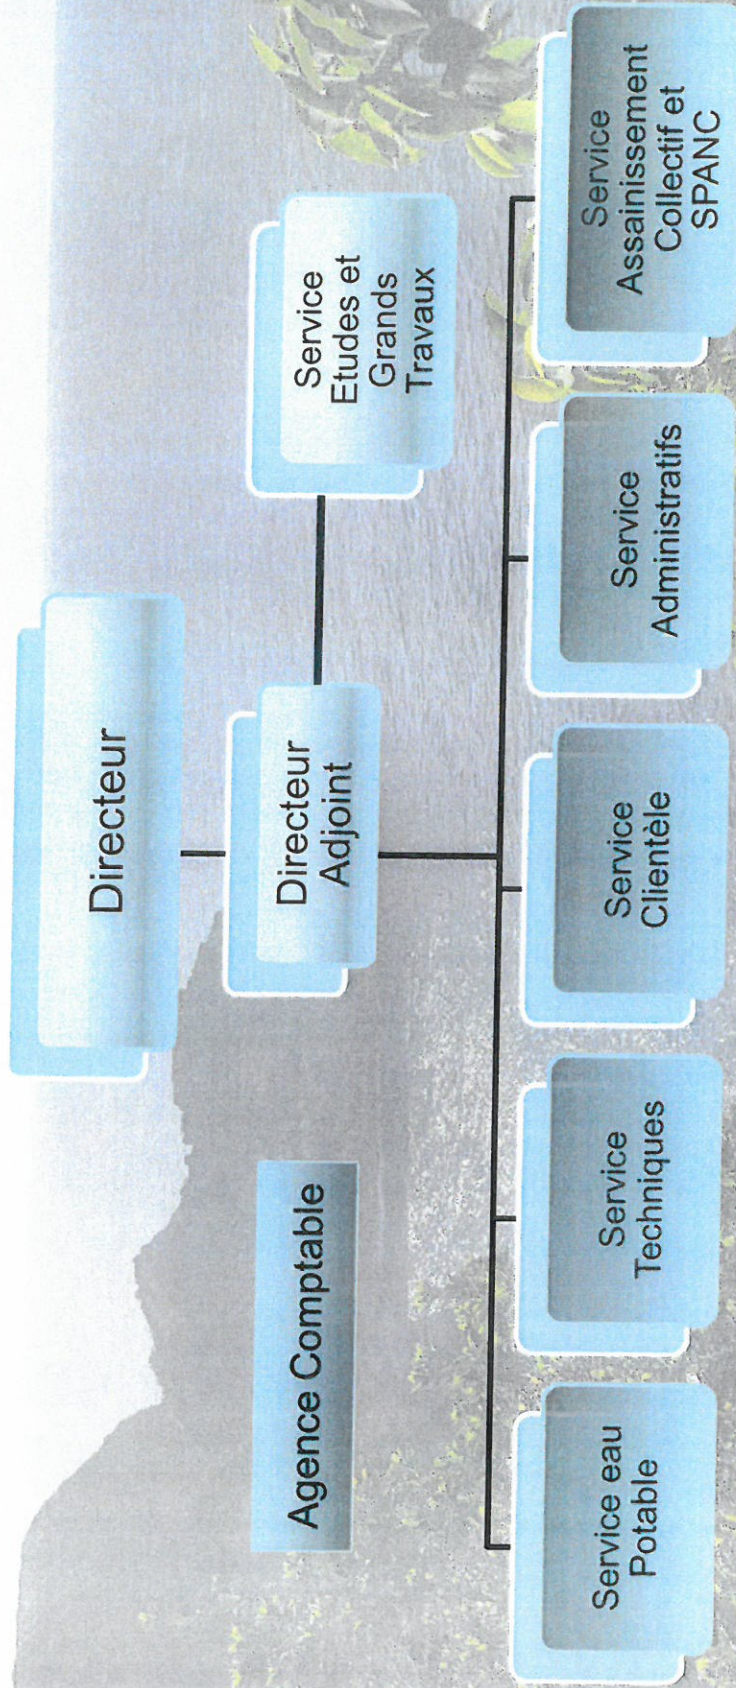 Directeur
Directeur
Adjoint
Agence Comptable
Service
Etudes et
Grands
Travaux
Service eau
Potable
Service
Techniques
Service
Clientèle
Service
Administratifs
Service
Assainissement
Collectif et
SPANC